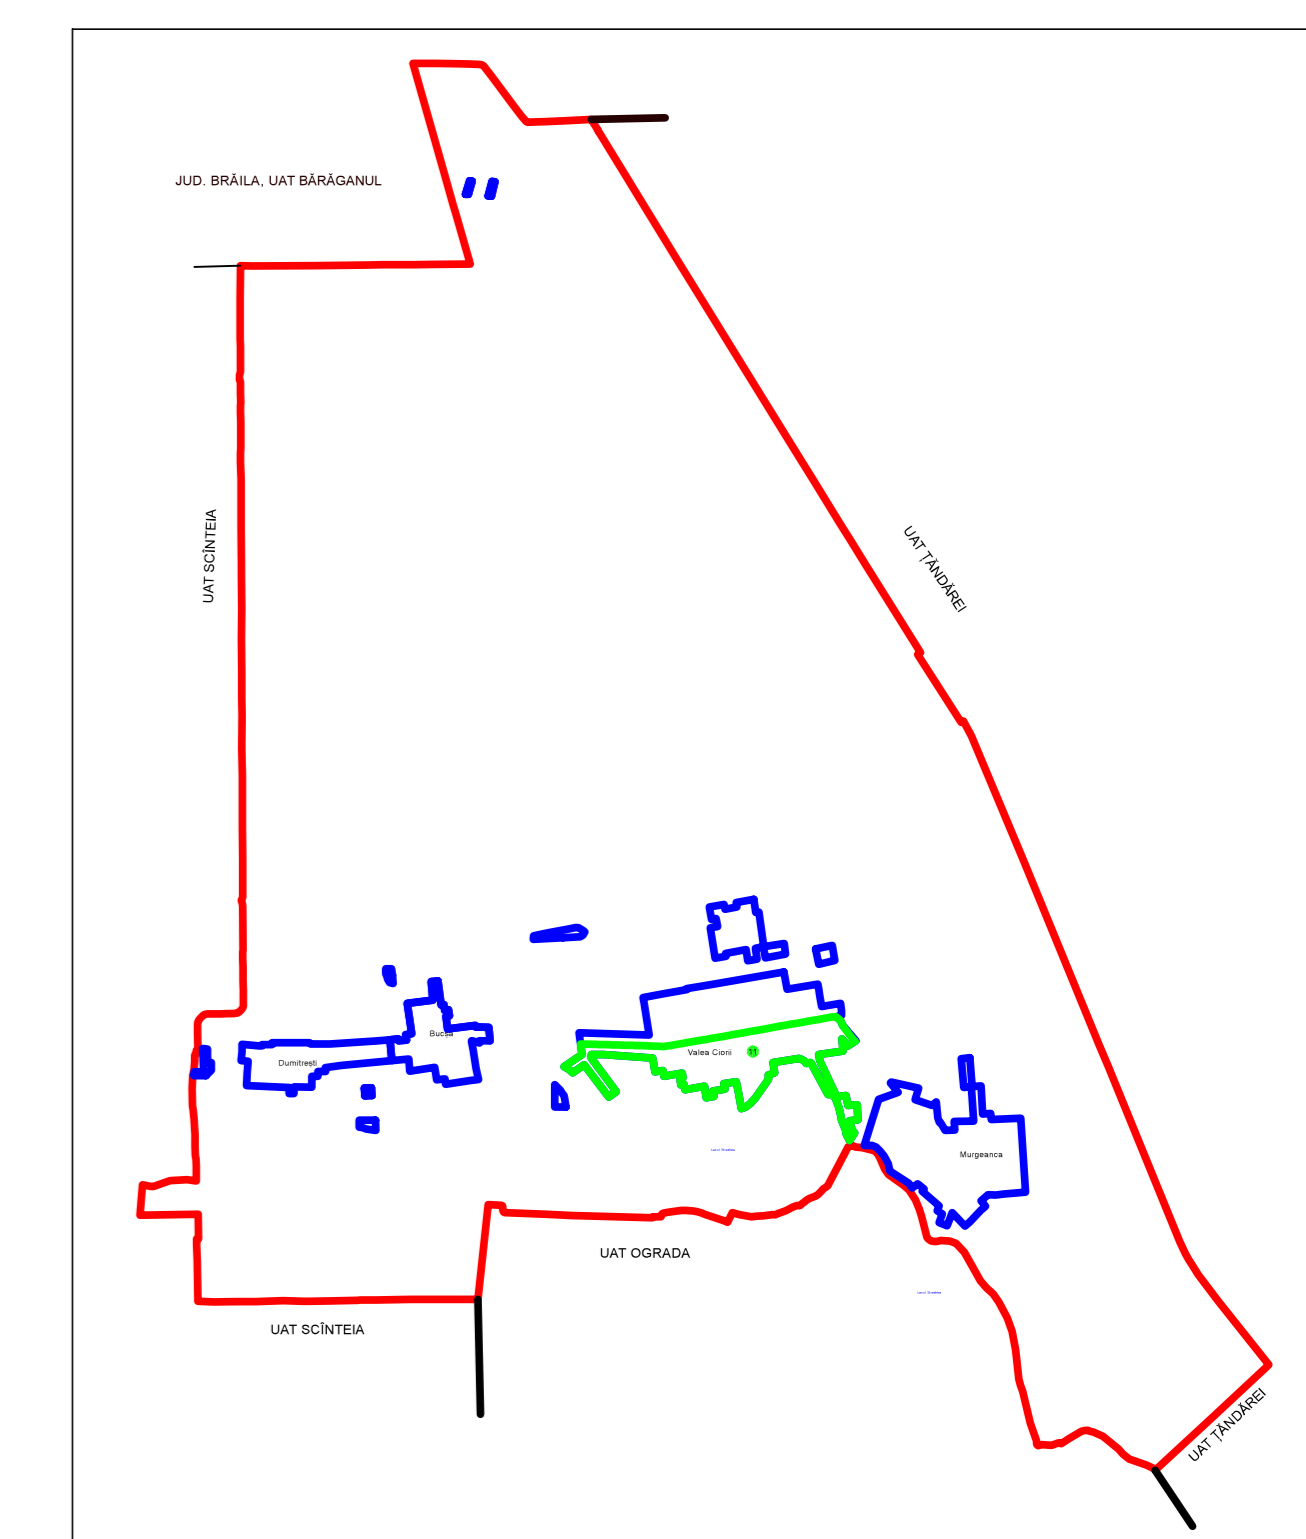 JUD. BRĂILA, UAT BĂRĂGANUL
UAT SCÎNTEIA
UAT ȚĂNDĂREI
Bucșa
Dumitrești
Valea Ciorii
Murgeanca
UAT OGRADA
UAT SCÎNTEIA
UAT ȚĂNDĂREI